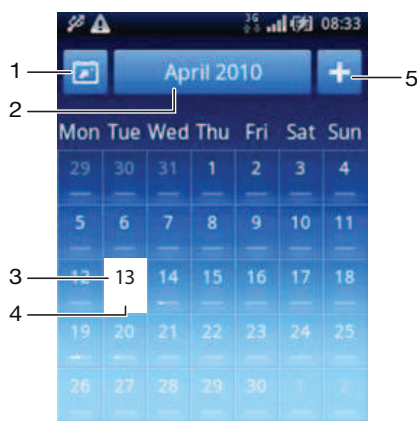 3G 08:33
1 April 2010 5
2
Mon Tue Wed Thu Fri Sat Sun
29 30 31 1 2 3 4
5 6 7 8 9 10 11
3 12 13 14 15 16 17 18
4
19 20 21 22 23 24 25
26 27 28 29 30 1 2